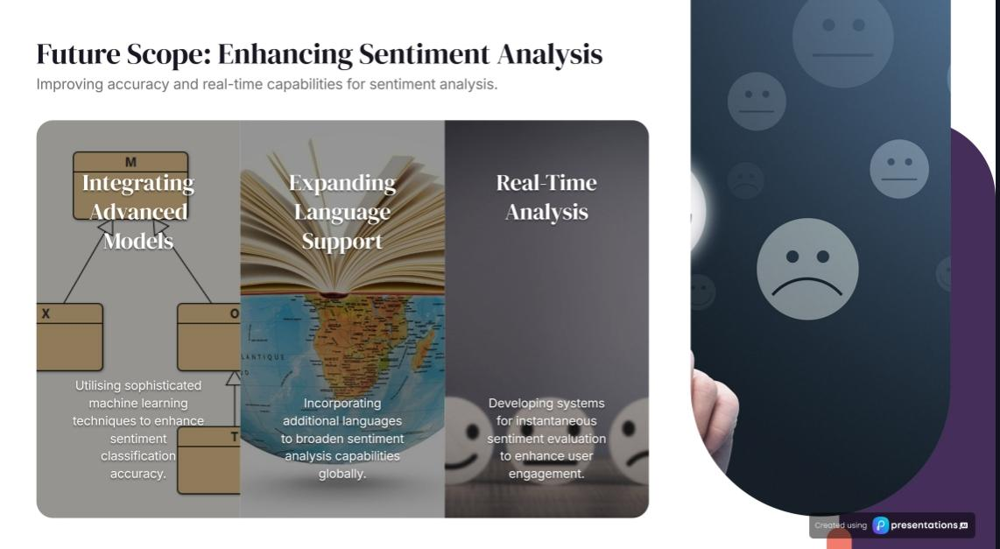 Future Scope: Enhancing Sentiment Analysis
Improving accuracy and real-time capabilities for sentiment analysis.
M
Integrating
Advanced
Models
X
O
Utilising sophisticated
machine learning
techniques to enhance
sentiment
classification
accuracy.
T
Expanding
Language
Support
LANTIQUE
Incorporating
additional languages
to broaden sentiment
analysis capabilities
globally.
Real-Time
Analysis
Developing systems
for instantaneous
sentiment evaluation
to enhance user
engagement.
Created using presentations.AI